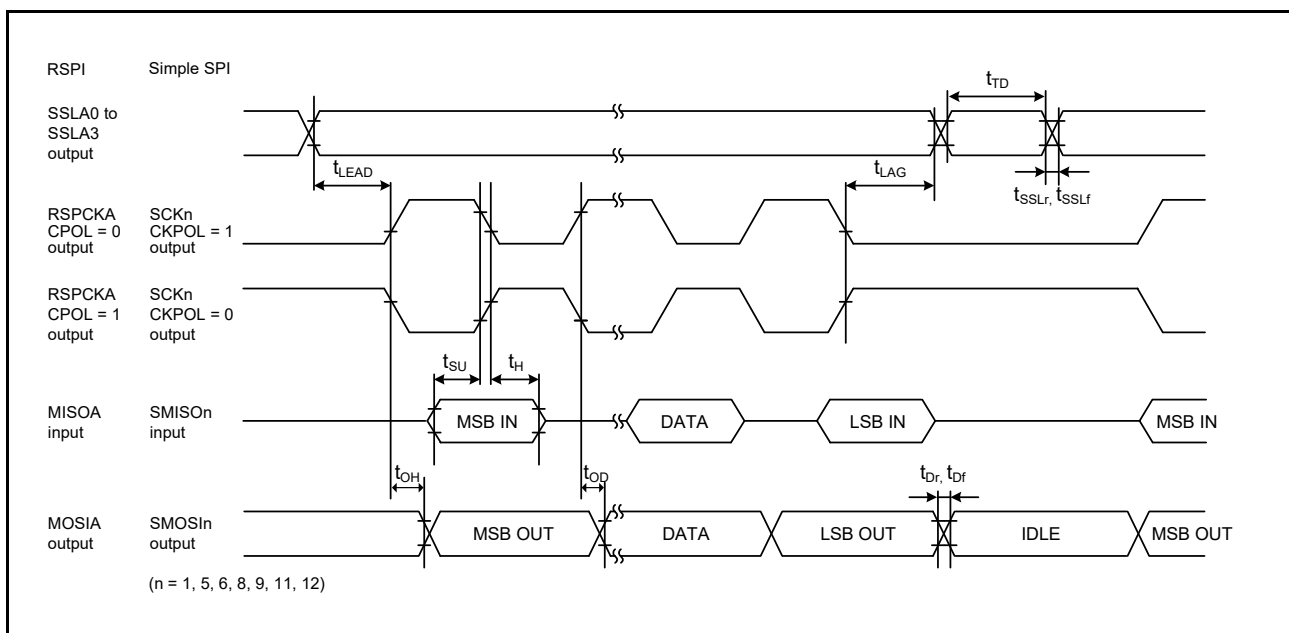 RSPI Simple SPI
SSLA0 to
SSLA3
output
tTD
tLEAD
tLAG
tSSLr, tSSLf
RSPCKA SCKn
CPOL = 0 CKPOL = 1
output output
RSPCKA SCKn
CPOL = 1 CKPOL = 0
output output
tSU tH
MISOA SMISOn
input input
MSB IN DATA LSB IN MSB IN
tOH tOD tDr, tDf
MOSIA SMOSIn
output output
MSB OUT DATA LSB OUT IDLE MSB OUT
(n = 1, 5, 6, 8, 9, 11, 12)